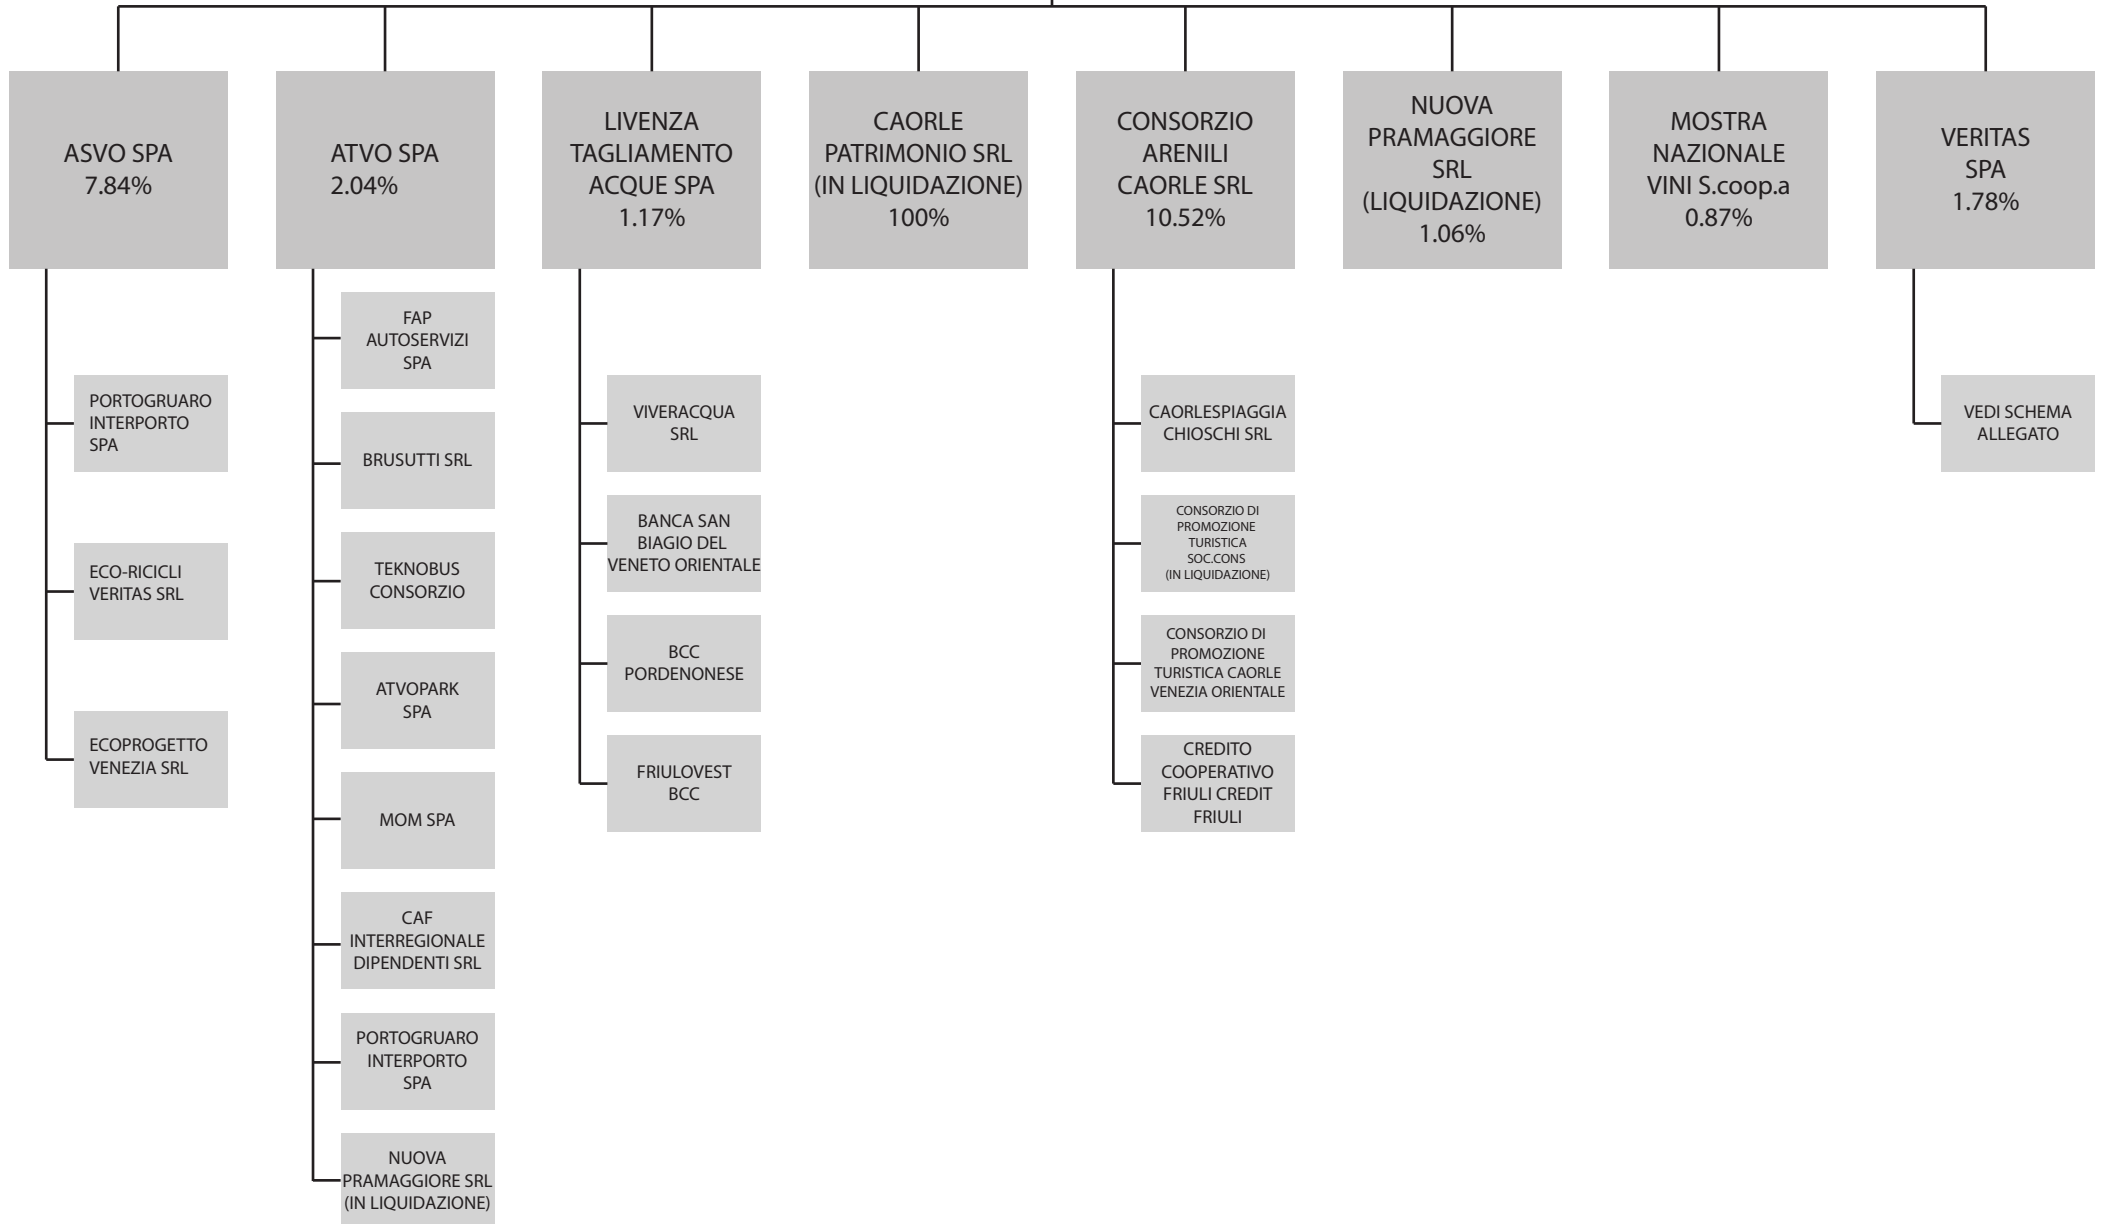 ASVO SPA
7.84%
ATVO SPA
2.04%
LIVENZA
TAGLIAMENTO
ACQUE SPA
1.17%
CAORLE
PATRIMONIO SRL
(IN LIQUIDAZIONE)
100%
CONSORZIO
ARENILI
CAORLE SRL
10.52%
NUOVA
PRAMAGGIORE
SRL
(LIQUIDAZIONE)
1.06%
MOSTRA
NAZIONALE
VINI S.coop.a
0.87%
VERITAS
SPA
1.78%
PORTOGRUARO
INTERPORTO
SPA
ECO-RICICLI
VERITAS SRL
ECOPROGETTO
VENEZIA SRL
FAP
AUTOSERVIZI
SPA
BRUSUTTI SRL
TEKNOBUS
CONSORZIO
ATVOPARK
SPA
MOM SPA
CAF
INTERREGIONALE
DIPENDENTI SRL
PORTOGRUARO
INTERPORTO
SPA
NUOVA
PRAMAGGIORE SRL
(IN LIQUIDAZIONE)
VIVERACQUA
SRL
BANCA SAN
BIAGIO DEL
VENETO ORIENTALE
BCC
PORDENONESE
FRIULOVEST
BCC
CAORLESPIAGGIA
CHIOSCHI SRL
CONSORZIO DI
PROMOZIONE
TURISTICA
SOC.CONS
(IN LIQUIDAZIONE)
CONSORZIO DI
PROMOZIONE
TURISTICA CAORLE
VENEZIA ORIENTALE
CREDITO
COOPERATIVO
FRIULI CREDIT
FRIULI
VEDI SCHEMA
ALLEGATO